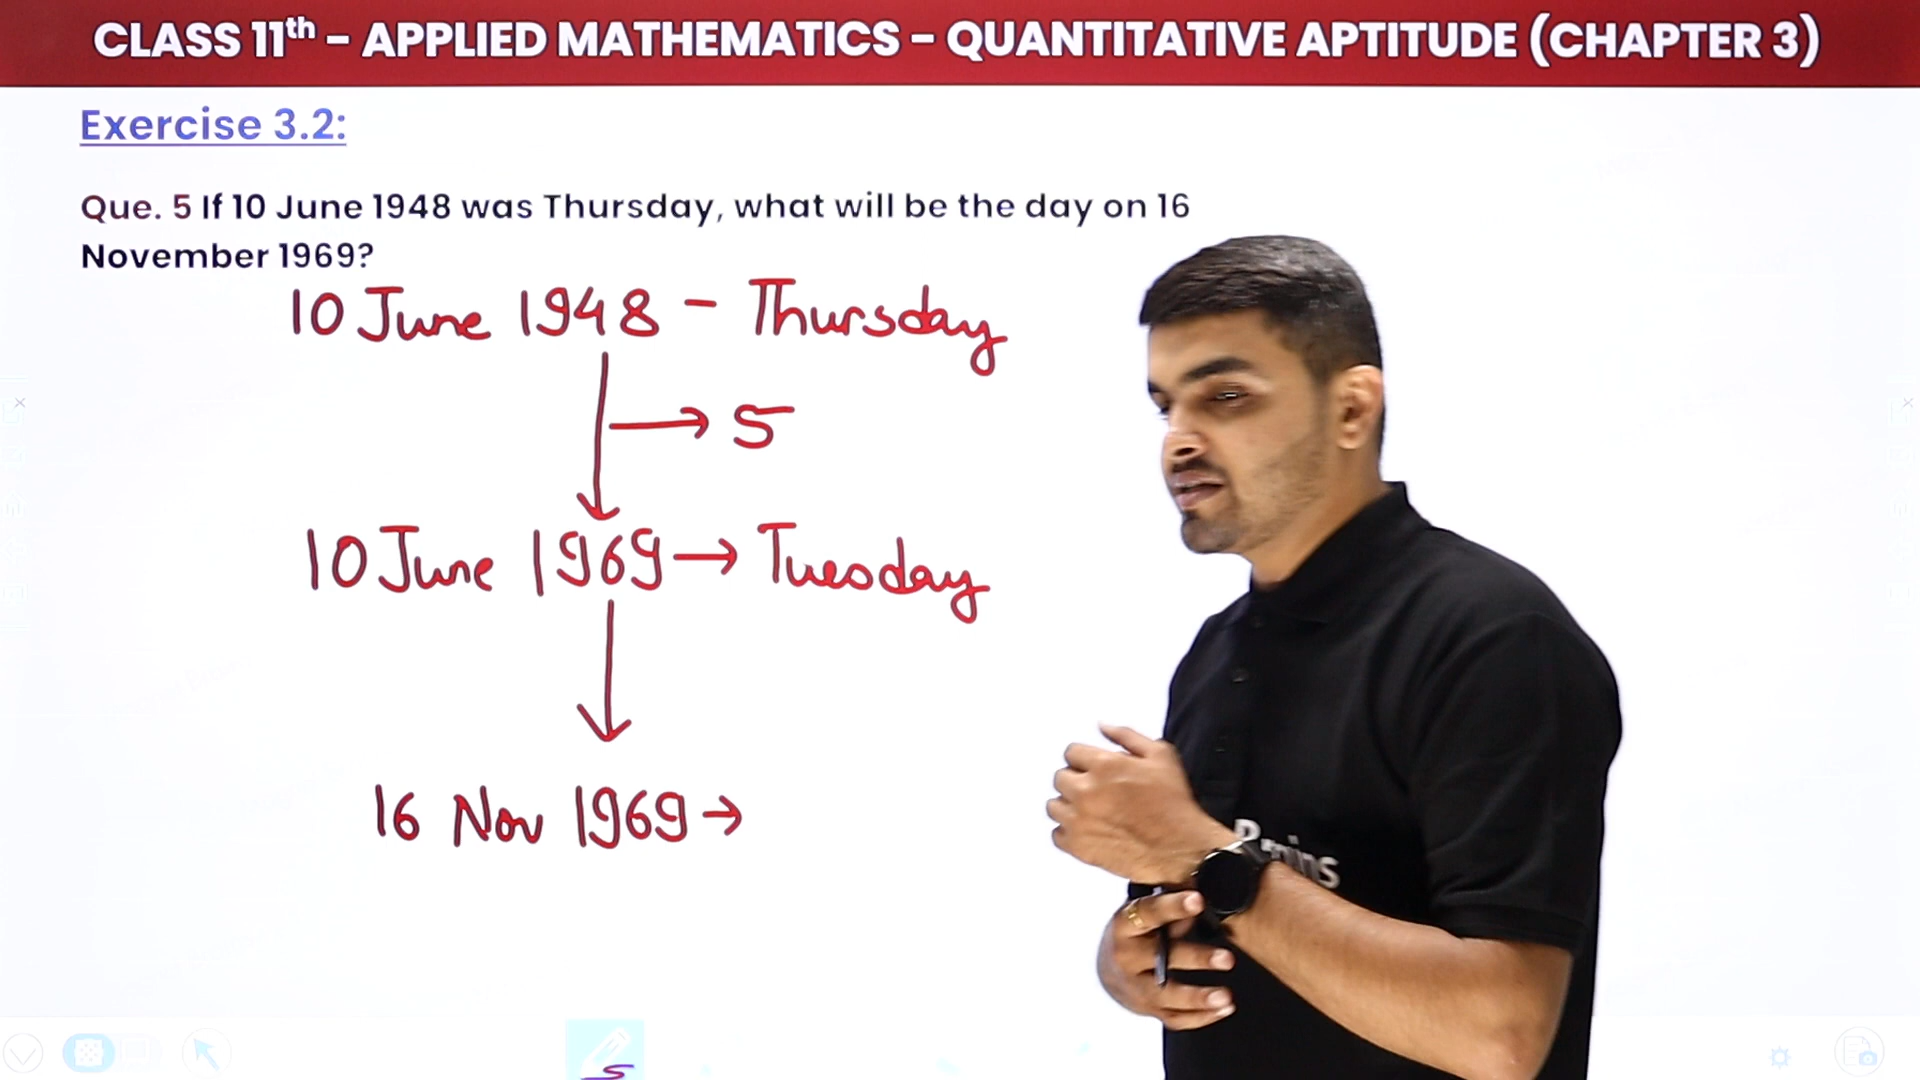 CLASS 11th – APPLIED MATHEMATICS – QUANTITATIVE APTITUDE (CHAPTER 3)
Exercise 3.2:
Que. 5 If 10 June 1948 was Thursday, what will be the day on 16
November 1969?
10 June 1948 - Thursday
→ 5
10 June 1969 → Tuesday
16 Nov 1969 →